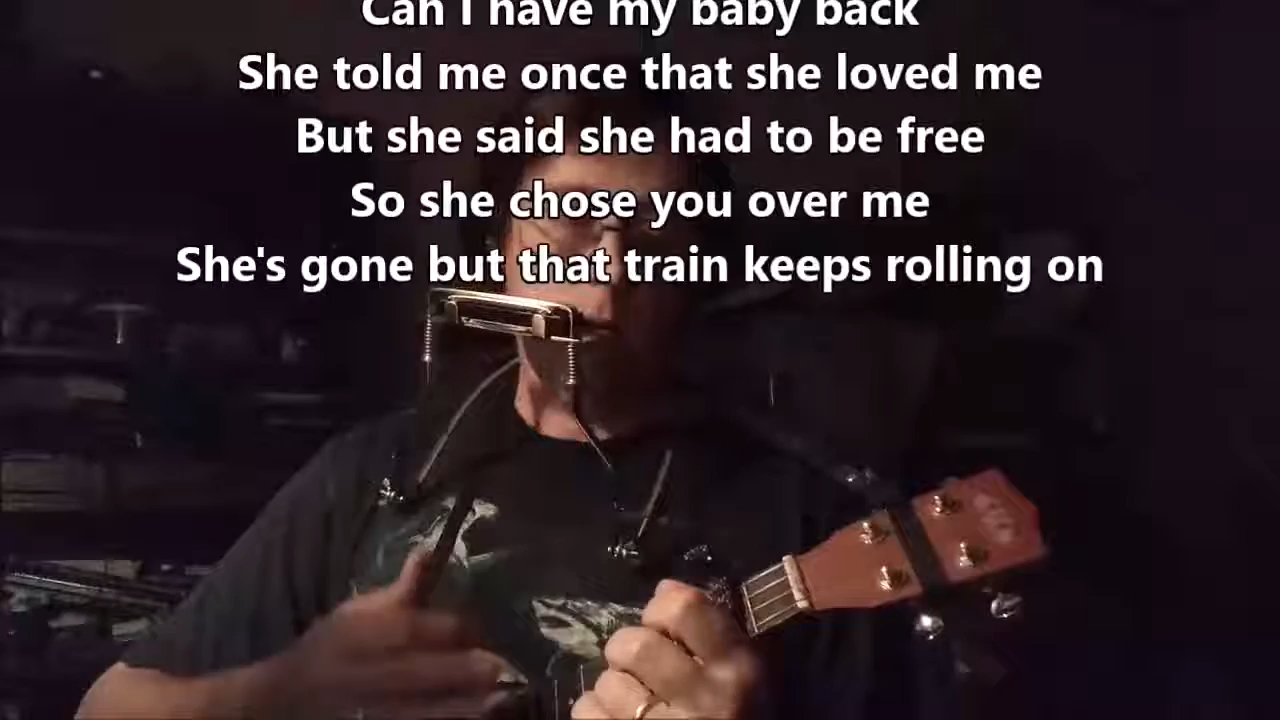 Can I have my baby back
She told me once that she loved me
But she said she had to be free
So she chose you over me
She's gone but that train keeps rolling on